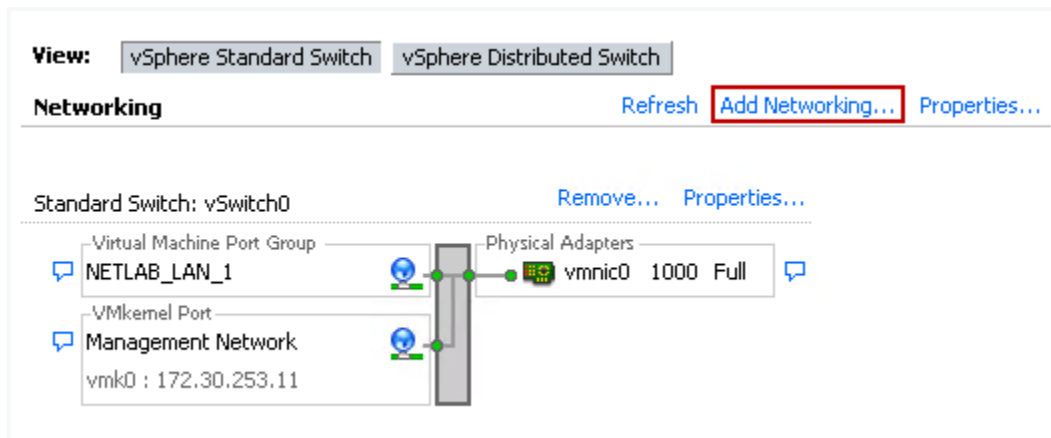 View: vSphere Standard Switch vSphere Distributed Switch
Networking Refresh Add Networking... Properties...
Standard Switch: vSwitch0 Remove... Properties...
Virtual Machine Port Group Physical Adapters
NETLAB_LAN_1 vmnic0 1000 Full
VMkernel Port
Management Network
vmk0 : 172.30.253.11